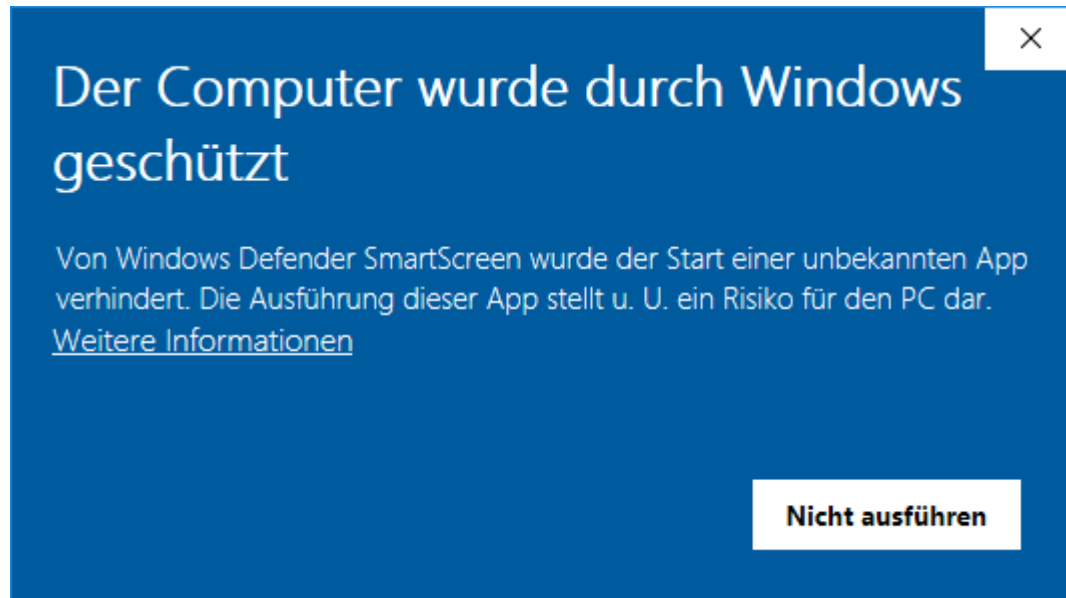 Der Computer wurde durch Windows
geschützt
Von Windows Defender SmartScreen wurde der Start einer unbekannten App
verhindert. Die Ausführung dieser App stellt u. U. ein Risiko für den PC dar.
Weitere Informationen
Nicht ausführen